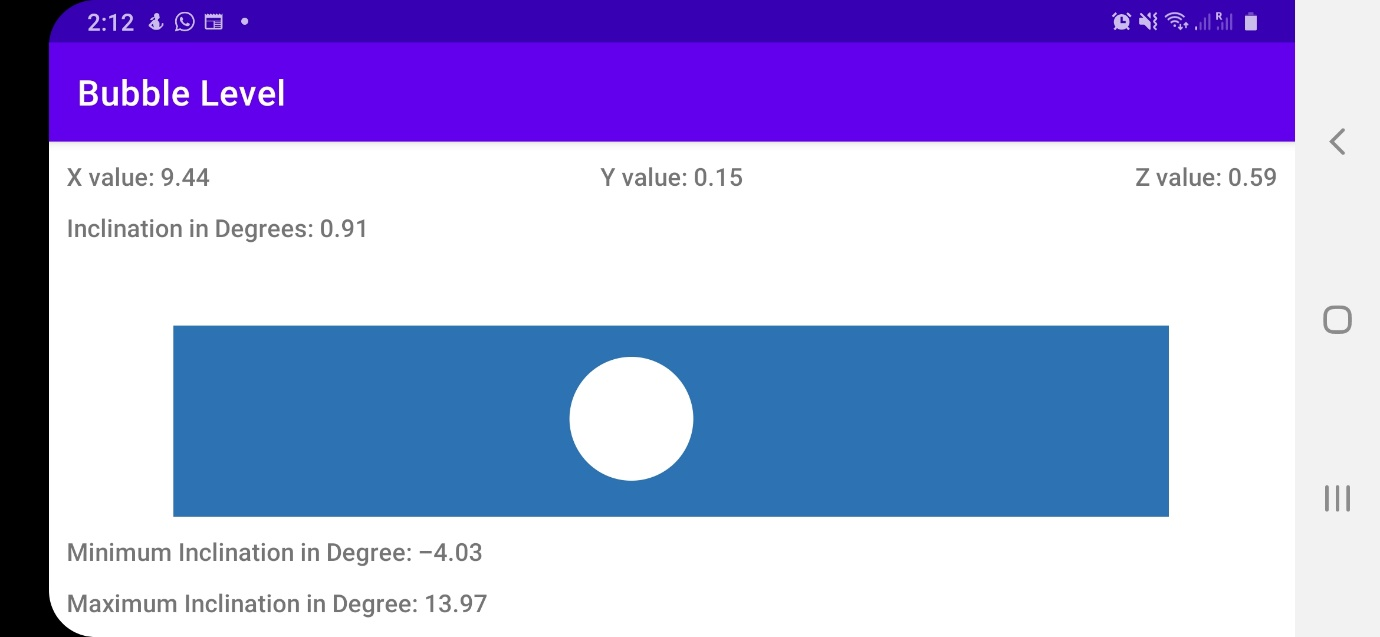 2:12
Bubble Level
X value: 9.44 Y value: 0.15 Z value: 0.59
Inclination in Degrees: 0.91
Minimum Inclination in Degree: −4.03
Maximum Inclination in Degree: 13.97